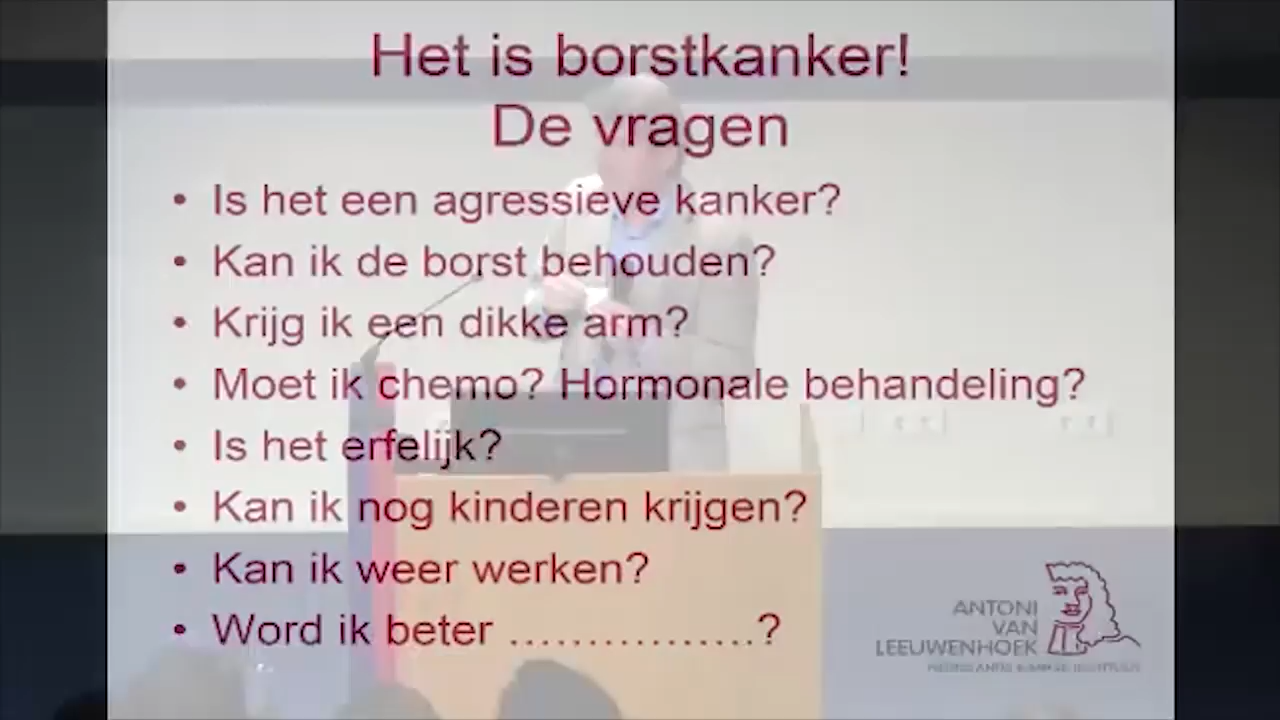 Het is borstkanker!
De vragen
• Is het een agressieve kanker?
• Kan ik de borst behouden?
• Krijg ik een dikke arm?
• Moet ik chemo? Hormonale behandeling?
• Is het erfelijk?
• Kan ik nog kinderen krijgen?
• Kan ik weer werken?
• Word ik beter ................?
ANTONI
VAN
LEEUWENHOEK